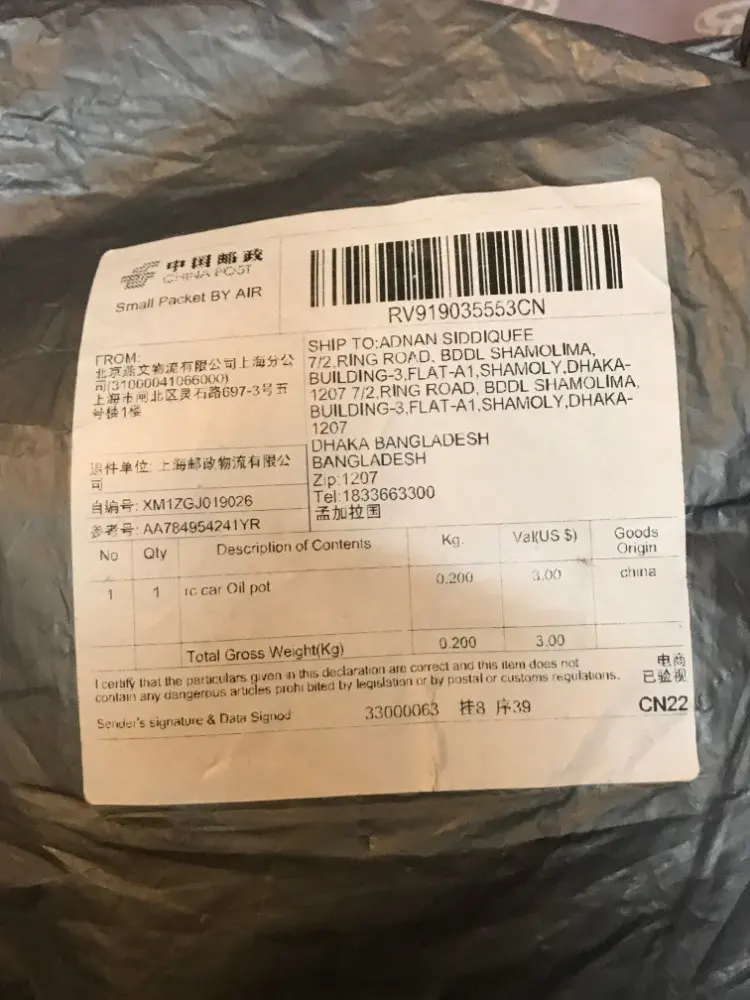 中国邮政
CHINA POST
Small Packet BY AIR
RV919035553CN
FROM:
北京燕文物流有限公司上海分公
司(31000041066000)
上海市闸北区灵石路697-3号五
号楼1楼
退件单位: 上海邮政物流有限公
司
自编号: XM1ZGJ019026
参考号: AA784954241YR
SHIP TO:ADNAN SIDDIQUEE
7/2,RING ROAD, BDDL SHAMOLIMA,
BUILDING-3,FLAT-A1,SHAMOLY,DHAKA-
1207 7/2,RING ROAD, BDDL SHAMOLIMA,
BUILDING-3,FLAT-A1,SHAMOLY,DHAKA-
1207
DHAKA BANGLADESH
BANGLADESH
Zip:1207
Tel:1833663300
孟加拉国
No Qty Description of Contents Kg. Val(US $) Goods Origin
1 1 rc car Oil pot 0.200 3.00 china
Total Gross Weight(Kg) 0.200 3.00
I certify that the particulars given in this declaration are correct and this item does not
contain any dangerous articles prohi bited by legislation or by postal or customs regulations.
电商
已验视
Sender's signature & Data Signod 33000063 挂8 序39 CN22